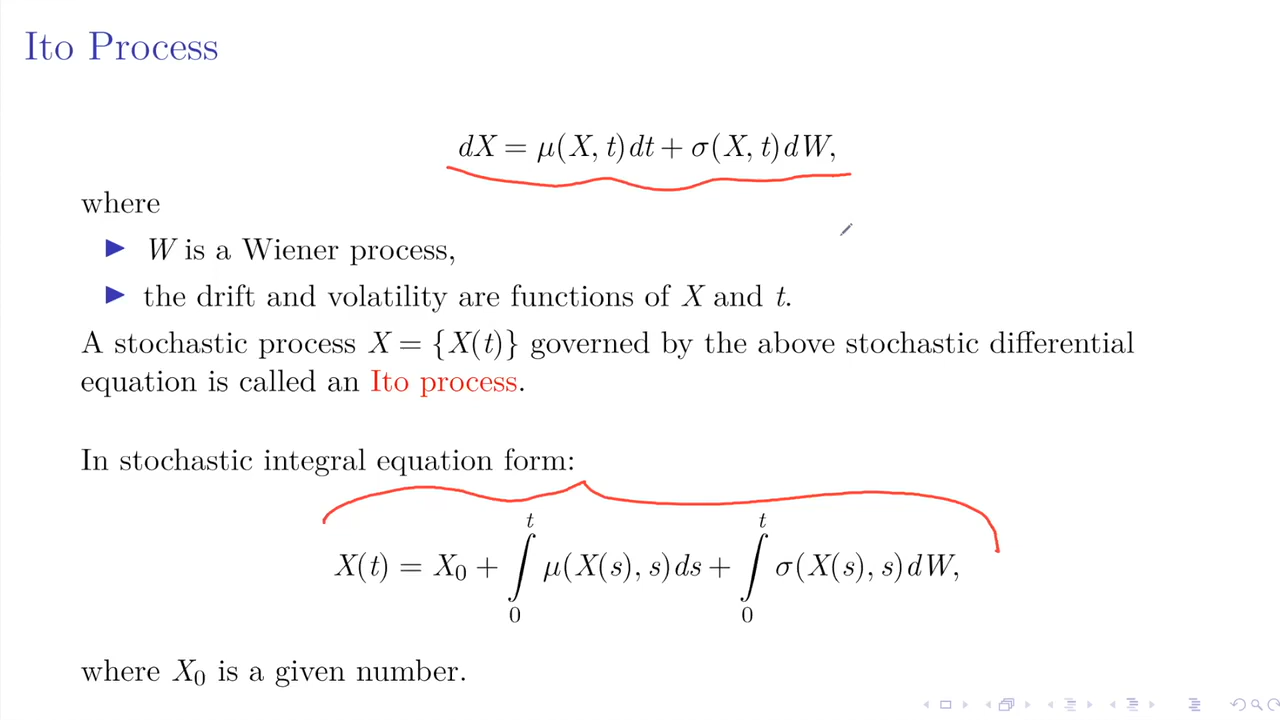 Ito Process
dX = μ(X, t)dt + σ(X, t)dW,
where
▶ W is a Wiener process,
▶ the drift and volatility are functions of X and t.
A stochastic process X = {X(t)} governed by the above stochastic differential
equation is called an Ito process.
In stochastic integral equation form:
X(t) = X₀ + ∫₀ᵗ μ(X(s), s)ds + ∫₀ᵗ σ(X(s), s)dW,
where X₀ is a given number.